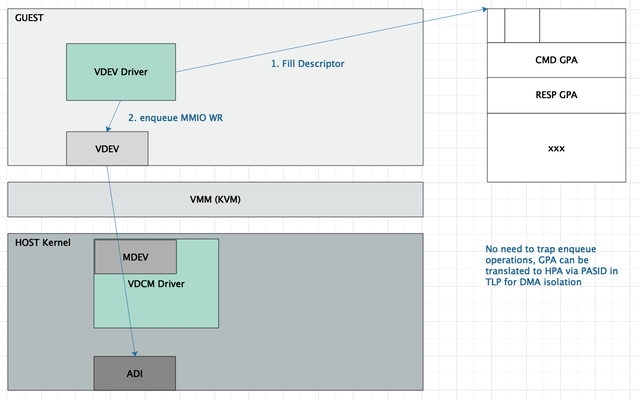 GUEST
VDEV Driver
1. Fill Descriptor
CMD GPA
RESP GPA
2. enqueue MMIO WR
VDEV
xxx
VMM (KVM)
HOST Kernel
MDEV
VDCM Driver
No need to trap enqueue
operations, GPA can be
translated to HPA via PASID in
TLP for DMA isolation
ADI